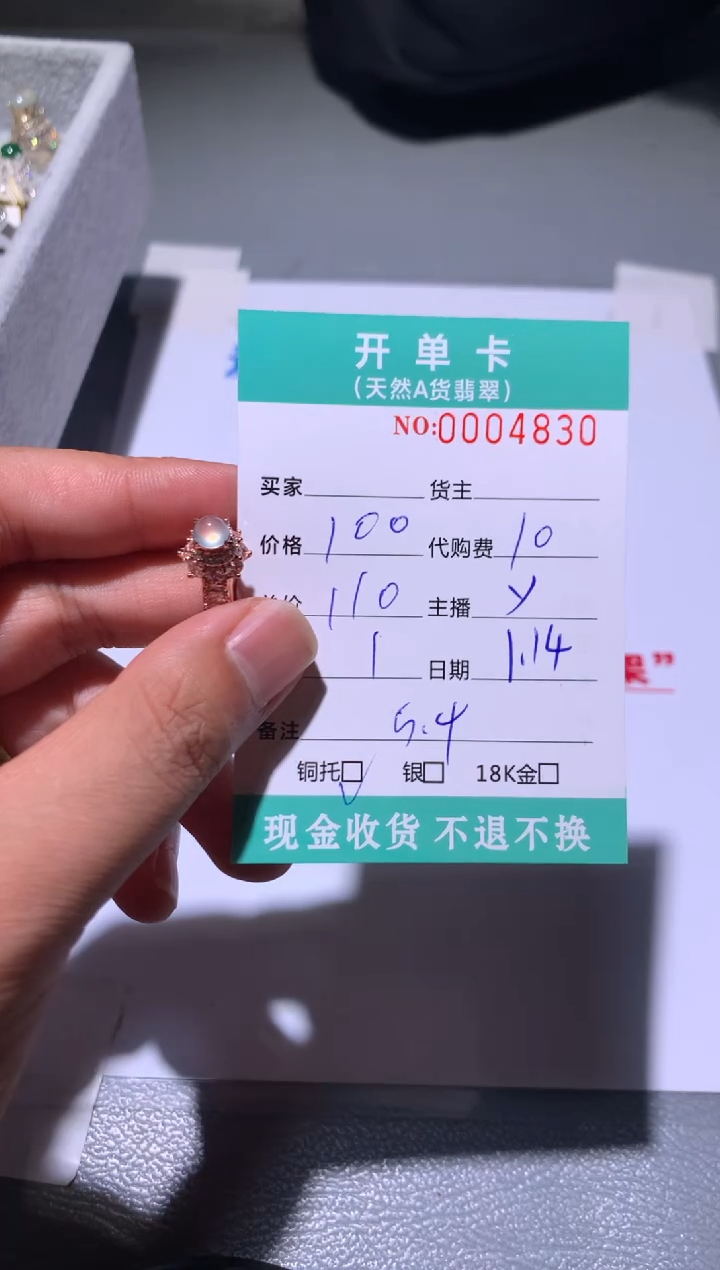 开单卡
(天然A货翡翠)
NO:0004830
买家 货主
价格 100 代购费 10
价 110 主播 Y
1 日期 1.14
备注 5.4
铜托□ ✓ 银□ 18K金□
现金收货 不退不换
”